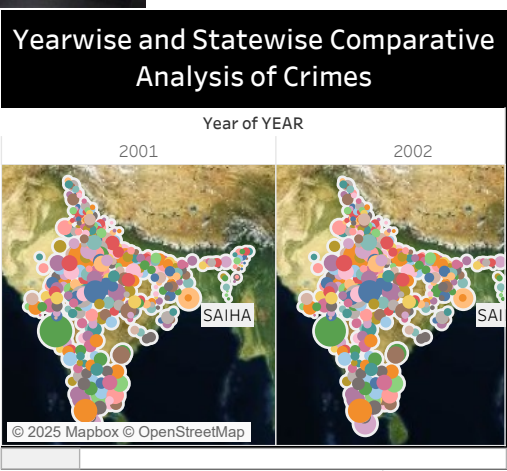 Yearwise and Statewise Comparative
Analysis of Crimes
Year of YEAR
2001
2002
SAIHA
SAI
© 2025 Mapbox © OpenStreetMap